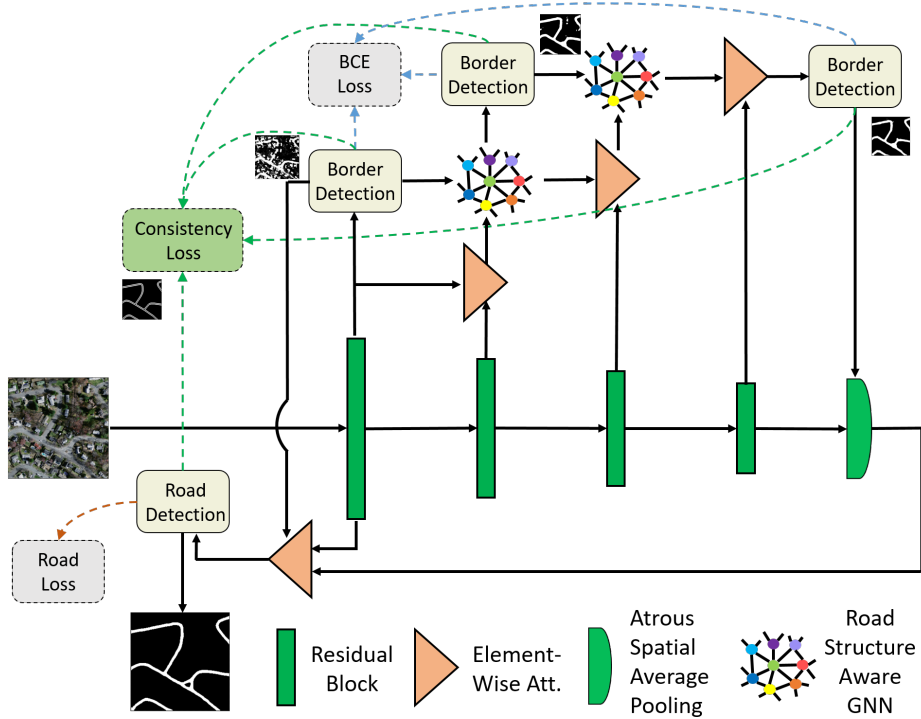 BCE
Loss
Border
Detection
Border
Detection
Border
Detection
Consistency
Loss
Road
Detection
Road
Loss
Residual
Block
Element-
Wise Att.
Atrous
Spatial
Average
Pooling
Road
Structure
Aware
GNN